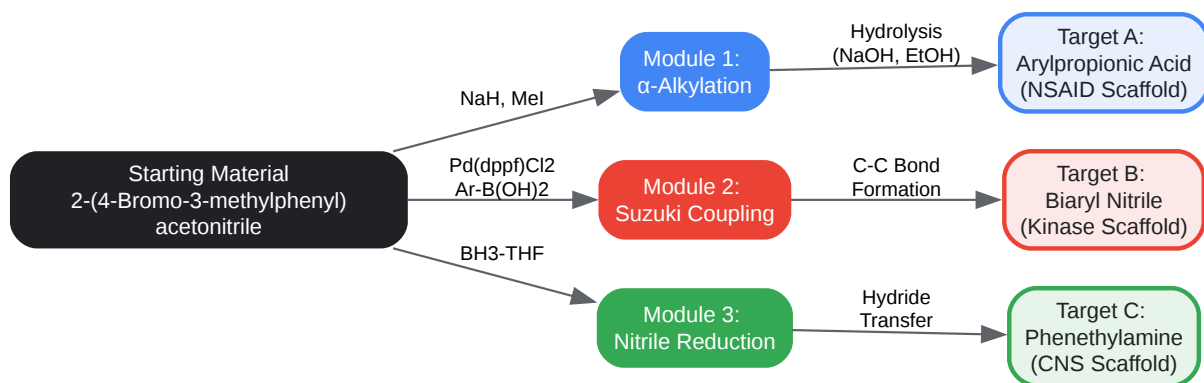 Starting Material
2-(4-Bromo-3-methylphenyl)
acetonitrile
NaH, MeI
Module 1:
α-Alkylation
Hydrolysis
(NaOH, EtOH)
Target A:
Arylpropionic Acid
(NSAID Scaffold)
Pd(dppf)Cl2
Ar-B(OH)2
Module 2:
Suzuki Coupling
C-C Bond
Formation
Target B:
Biaryl Nitrile
(Kinase Scaffold)
BH3-THF
Module 3:
Nitrile Reduction
Hydride
Transfer
Target C:
Phenethylamine
(CNS Scaffold)